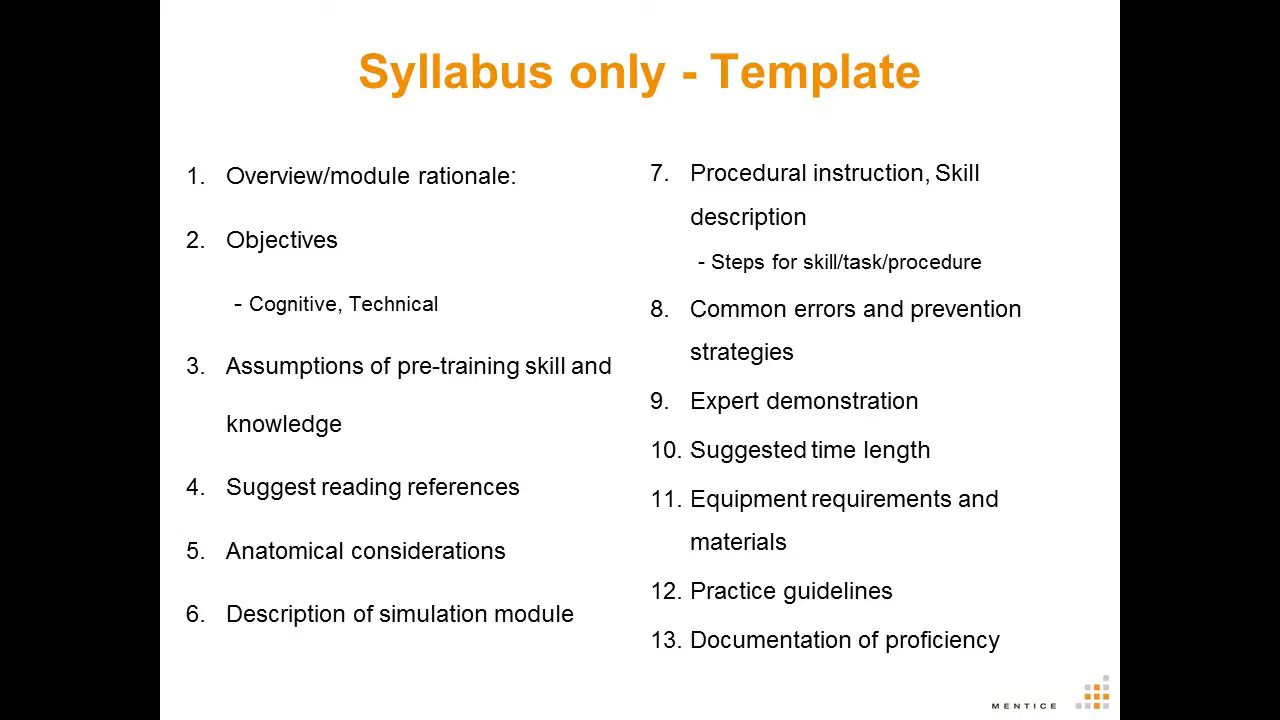 Syllabus only - Template
1. Overview/module rationale:
2. Objectives
- Cognitive, Technical
3. Assumptions of pre-training skill and
knowledge
4. Suggest reading references
5. Anatomical considerations
6. Description of simulation module
7. Procedural instruction, Skill
description
- Steps for skill/task/procedure
8. Common errors and prevention
strategies
9. Expert demonstration
10. Suggested time length
11. Equipment requirements and
materials
12. Practice guidelines
13. Documentation of proficiency
MENTICE